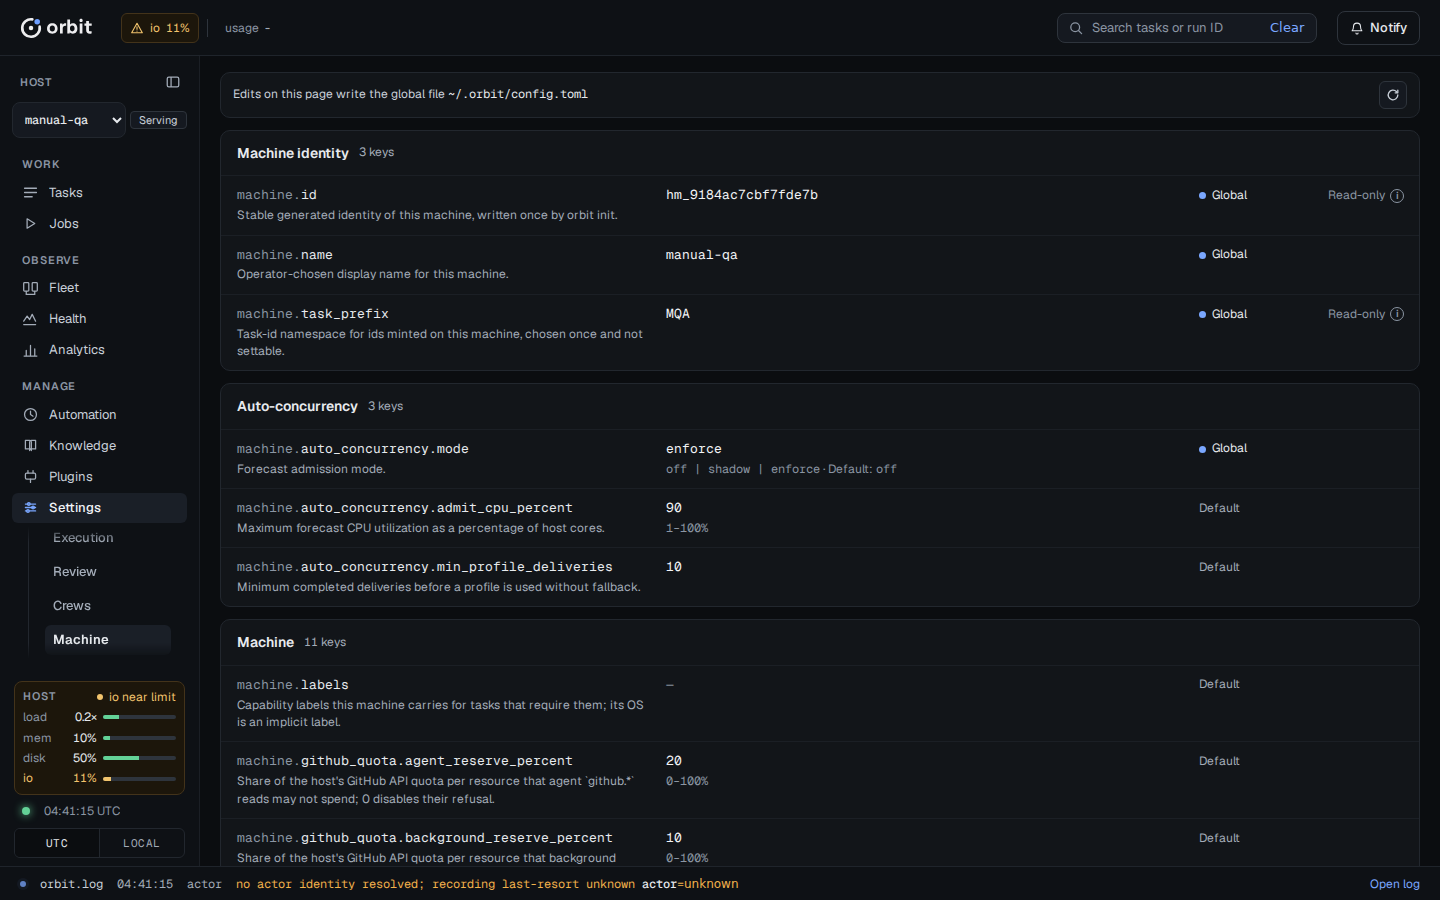 orbit
io 11%
usage -
Search tasks or run ID
Clear
Notify
HOST
manual-qa
Serving
WORK
Tasks
Jobs
OBSERVE
Fleet
Health
Analytics
MANAGE
Automation
Knowledge
Plugins
Settings
Execution
Review
Crews
Machine
HOST
io near limit
load 0.2×
mem 10%
disk 50%
io 11%
04:41:15 UTC
UTC
LOCAL
Edits on this page write the global file ~/.orbit/config.toml
Machine identity 3 keys
machine.id
hm_9184ac7cbf7fde7b
Global
Read-only
Stable generated identity of this machine, written once by orbit init.
machine.name
manual-qa
Global
Operator-chosen display name for this machine.
machine.task_prefix
MQA
Global
Read-only
Task-id namespace for ids minted on this machine, chosen once and not
settable.
Auto-concurrency 3 keys
machine.auto_concurrency.mode
enforce
Global
Forecast admission mode.
off | shadow | enforce · Default: off
machine.auto_concurrency.admit_cpu_percent
90
Default
Maximum forecast CPU utilization as a percentage of host cores.
1–100%
machine.auto_concurrency.min_profile_deliveries
10
Default
Minimum completed deliveries before a profile is used without fallback.
Machine 11 keys
machine.labels
—
Default
Capability labels this machine carries for tasks that require them; its OS
is an implicit label.
machine.github_quota.agent_reserve_percent
20
Default
Share of the host's GitHub API quota per resource that agent `github.*`
0–100%
reads may not spend; 0 disables their refusal.
machine.github_quota.background_reserve_percent
10
Default
Share of the host's GitHub API quota per resource that background
0–100%
orbit.log 04:41:15 actor no actor identity resolved; recording last-resort unknown actor=unknown
Open log